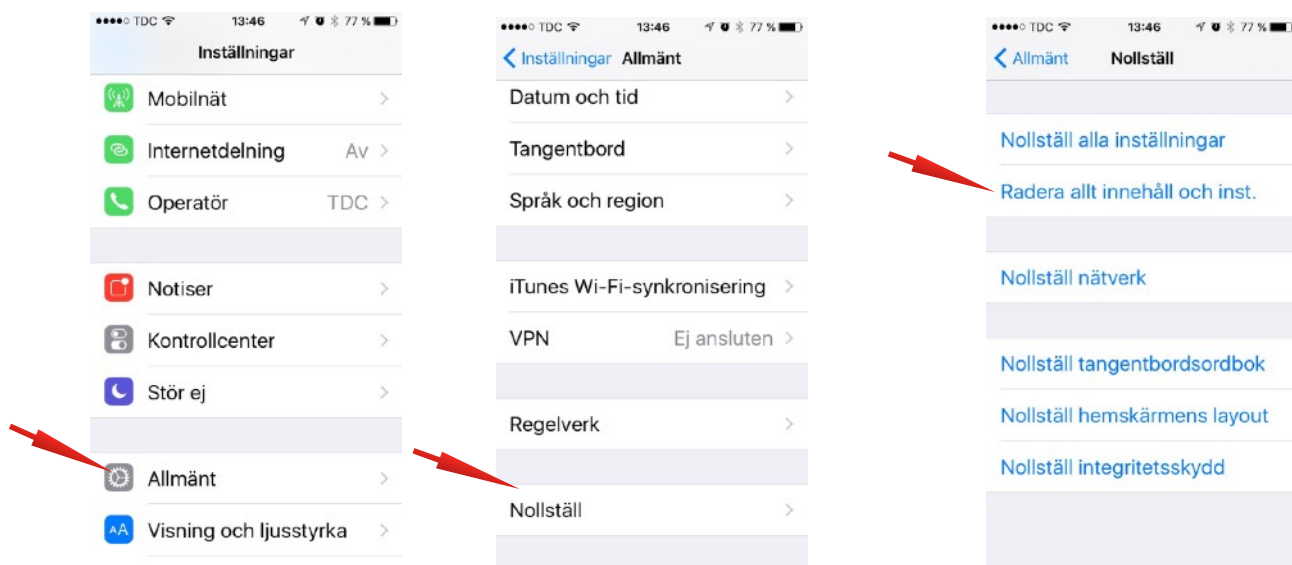 TDC 13:46 77 %
Inställningar
Mobilnät
Internetdelning Av
Operatör TDC
Notiser
Kontrollcenter
Stör ej
Allmänt
AA Visning och ljusstyrka
TDC 13:46 77 %
Inställningar Allmänt
Datum och tid
Tangentbord
Språk och region
iTunes Wi-Fi-synkronisering
VPN Ej ansluten
Regelverk
Nollställ
TDC 13:46 77 %
Allmänt Nollställ
Nollställ alla inställningar
Radera allt innehåll och inst.
Nollställ nätverk
Nollställ tangentbordsordbok
Nollställ hemskärmens layout
Nollställ integritetsskydd